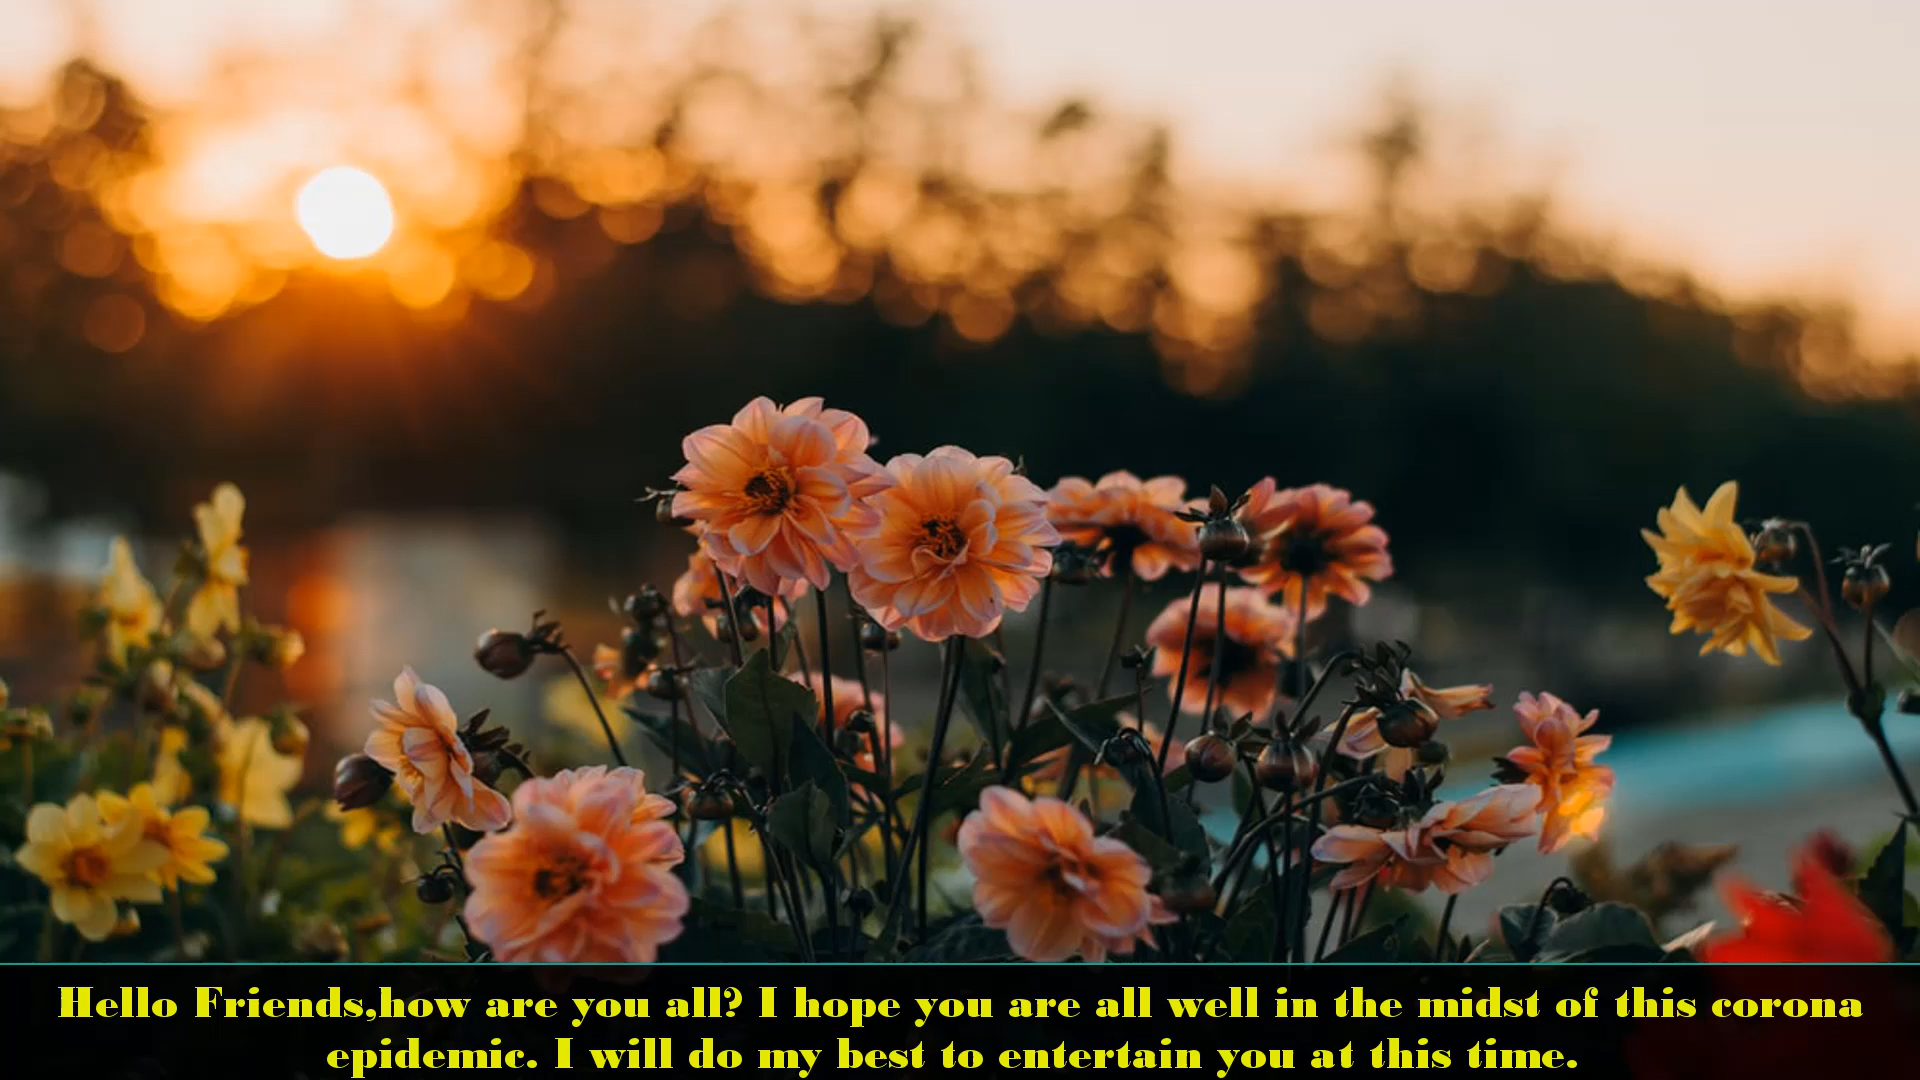 Hello Friends,how are you all? I hope you are all well in the midst of this corona
epidemic. I will do my best to entertain you at this time.